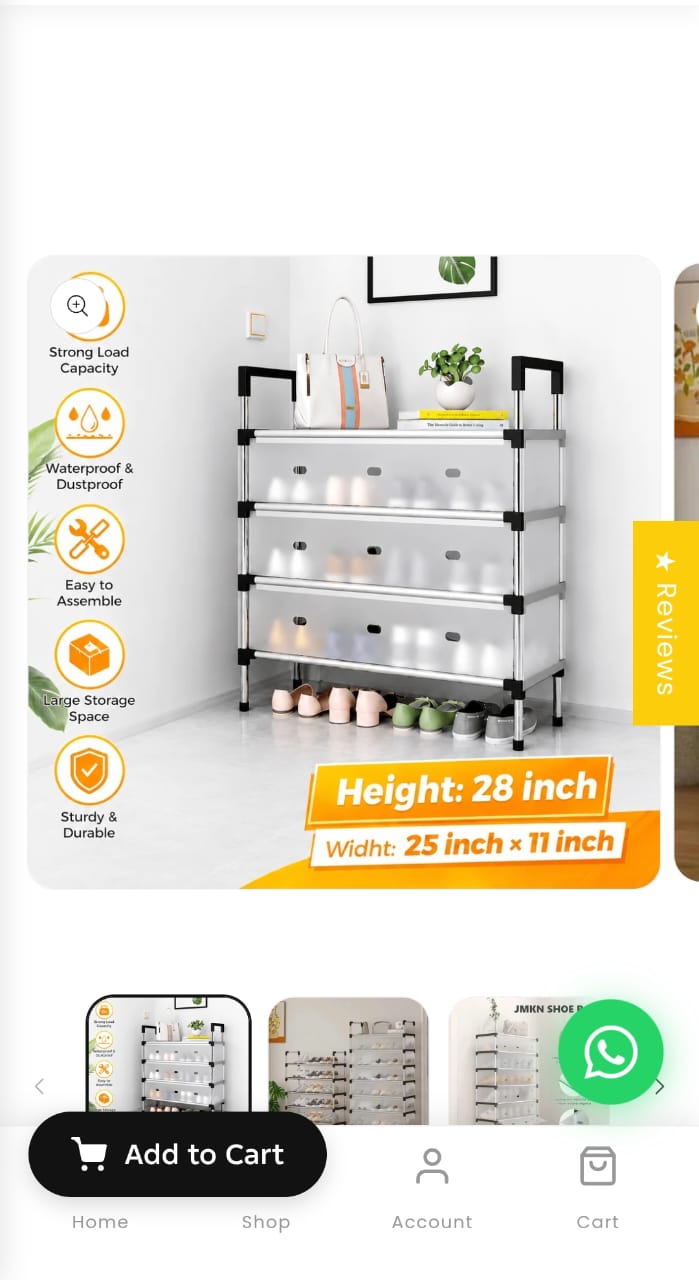 Strong Load
Capacity
Waterproof &
Dustproof
Easy to
Assemble
Large Storage
Space
Sturdy &
Durable
Height: 28 inch
Widht: 25 inch × 11 inch
★ Reviews
JMKN SHOE
Add to Cart
Home
Shop
Account
Cart